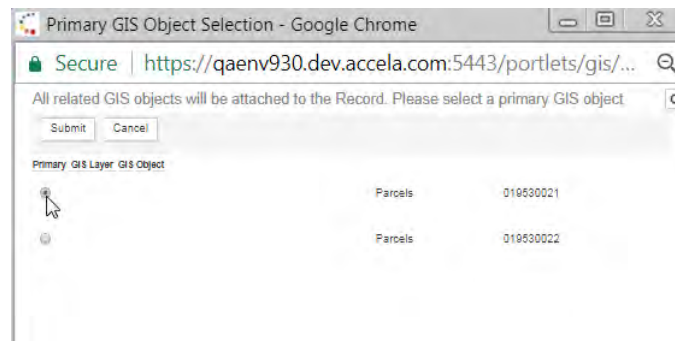 Primary GIS Object Selection - Google Chrome
Secure | https://qaenv930.dev.accela.com:5443/portlets/gis/...
All related GIS objects will be attached to the Record. Please select a primary GIS object
Submit Cancel
Primary GIS Layer GIS Object
Parcels 019530021
Parcels 019530022